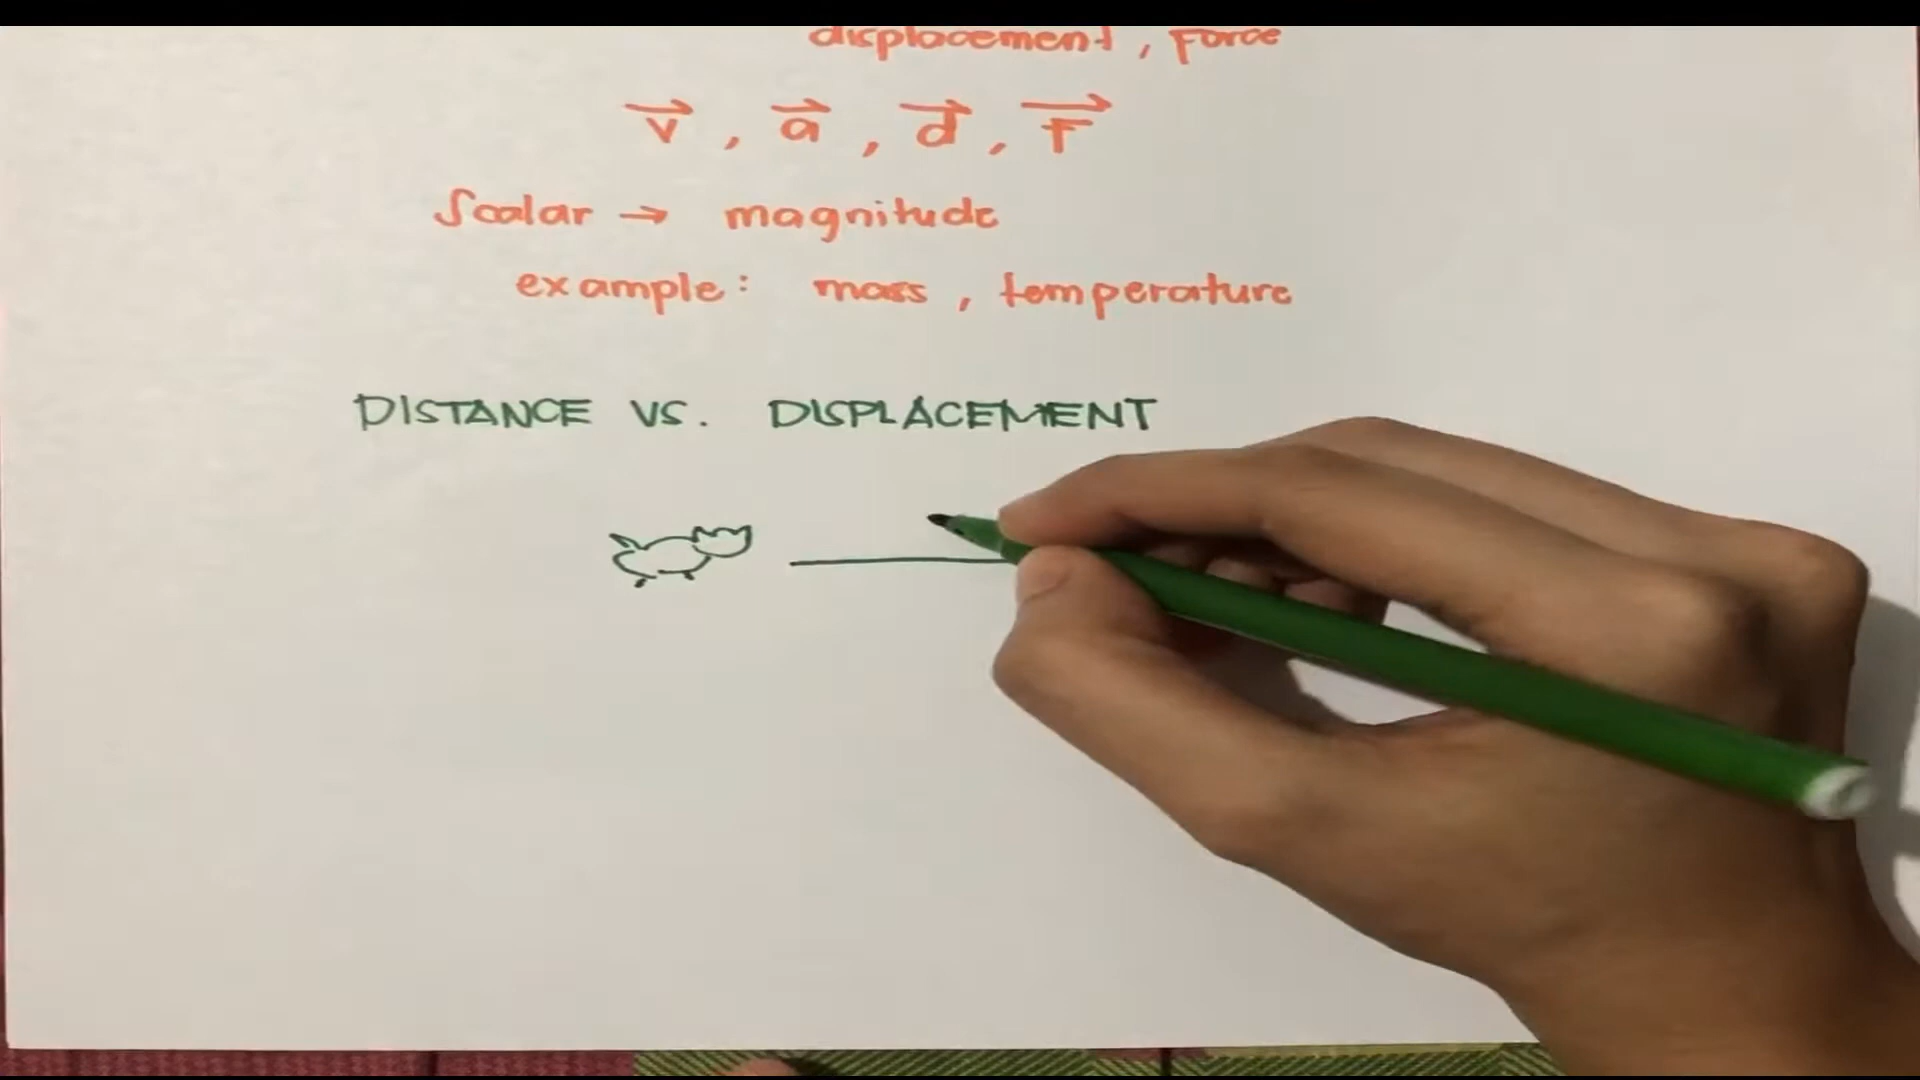 displacement, Force
v, a, d, F
Scalar → magnitude
example: mass, temperature
DISTANCE VS. DISPLACEMENT